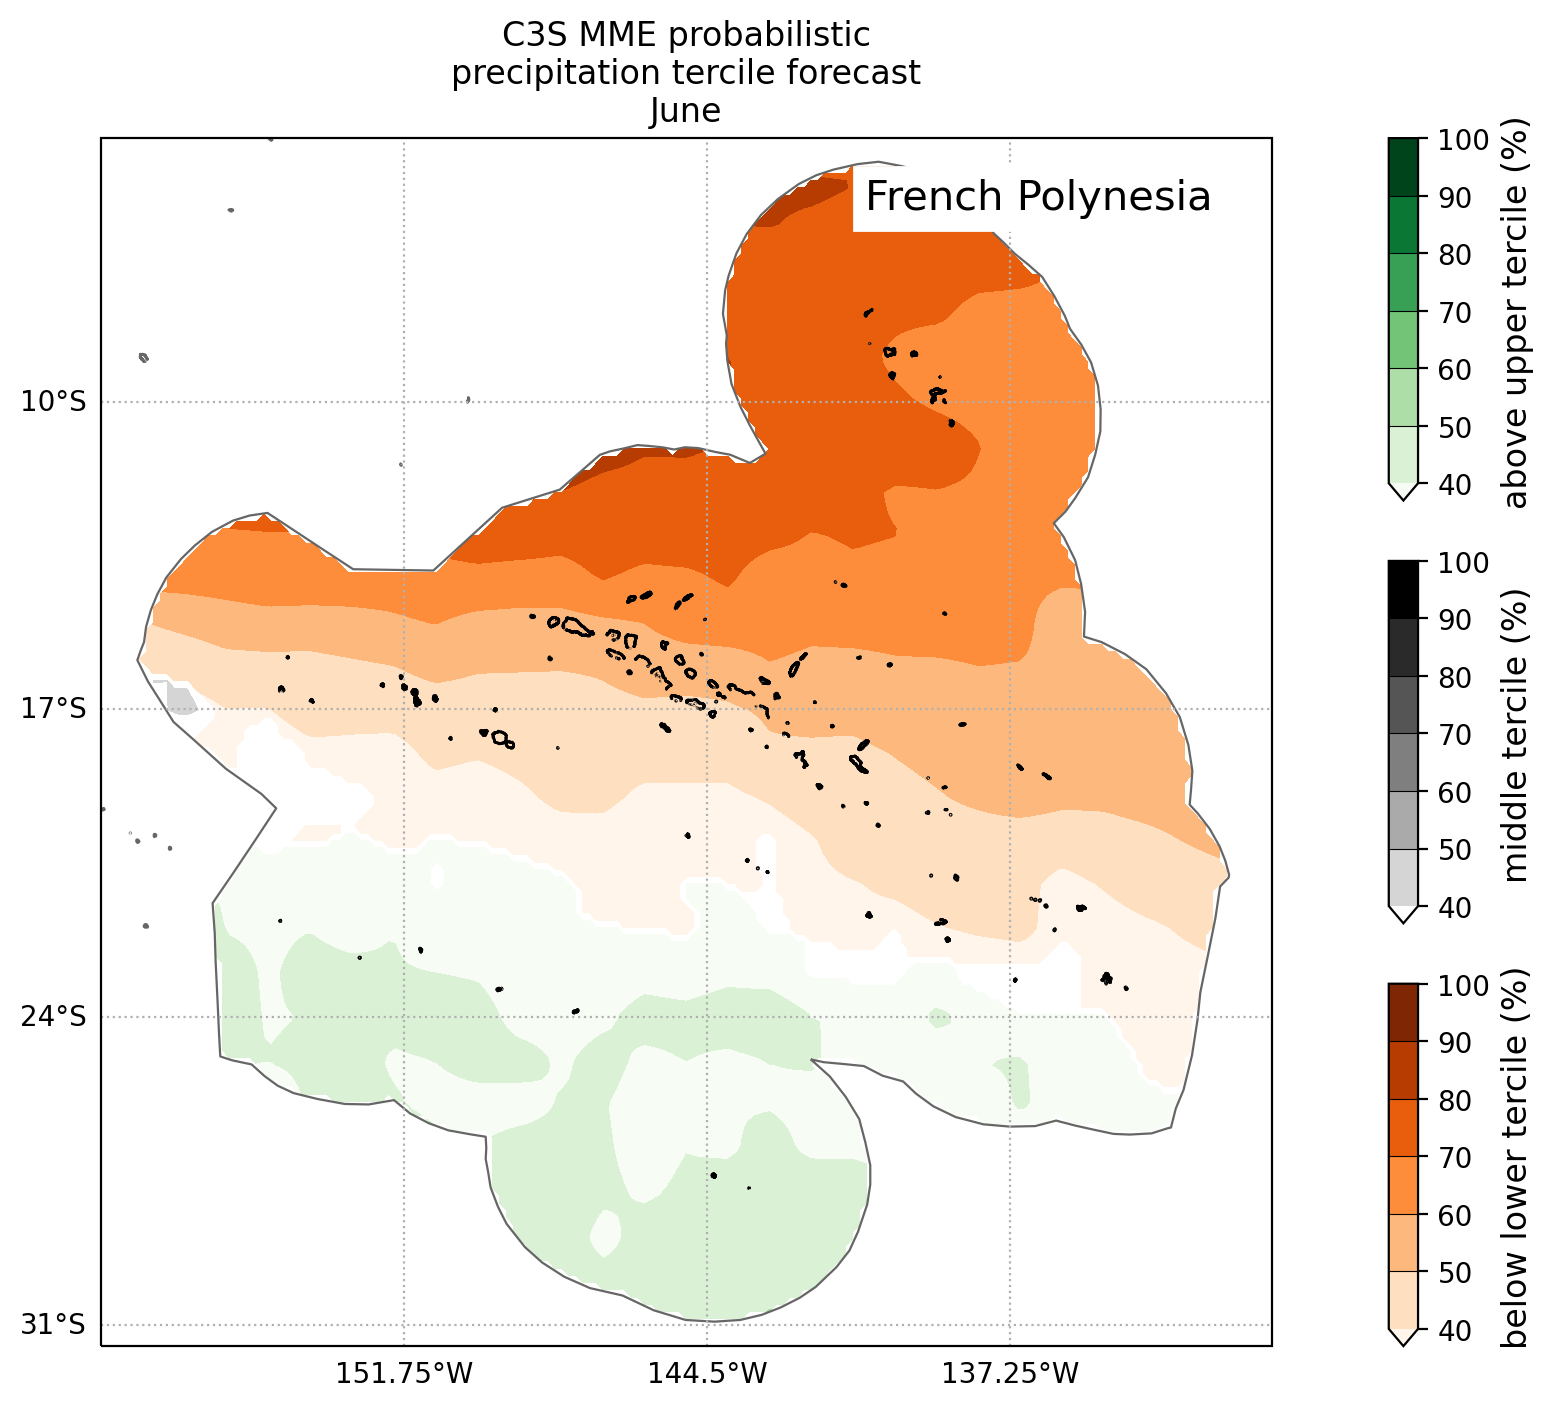 C3S MME probabilistic
precipitation tercile forecast
June
French Polynesia
10°S
17°S
24°S
31°S
151.75°W
144.5°W
137.25°W
100
90
80
70
60
50
40
above upper tercile (%)
100
90
80
70
60
50
40
middle tercile (%)
100
90
80
70
60
50
40
below lower tercile (%)